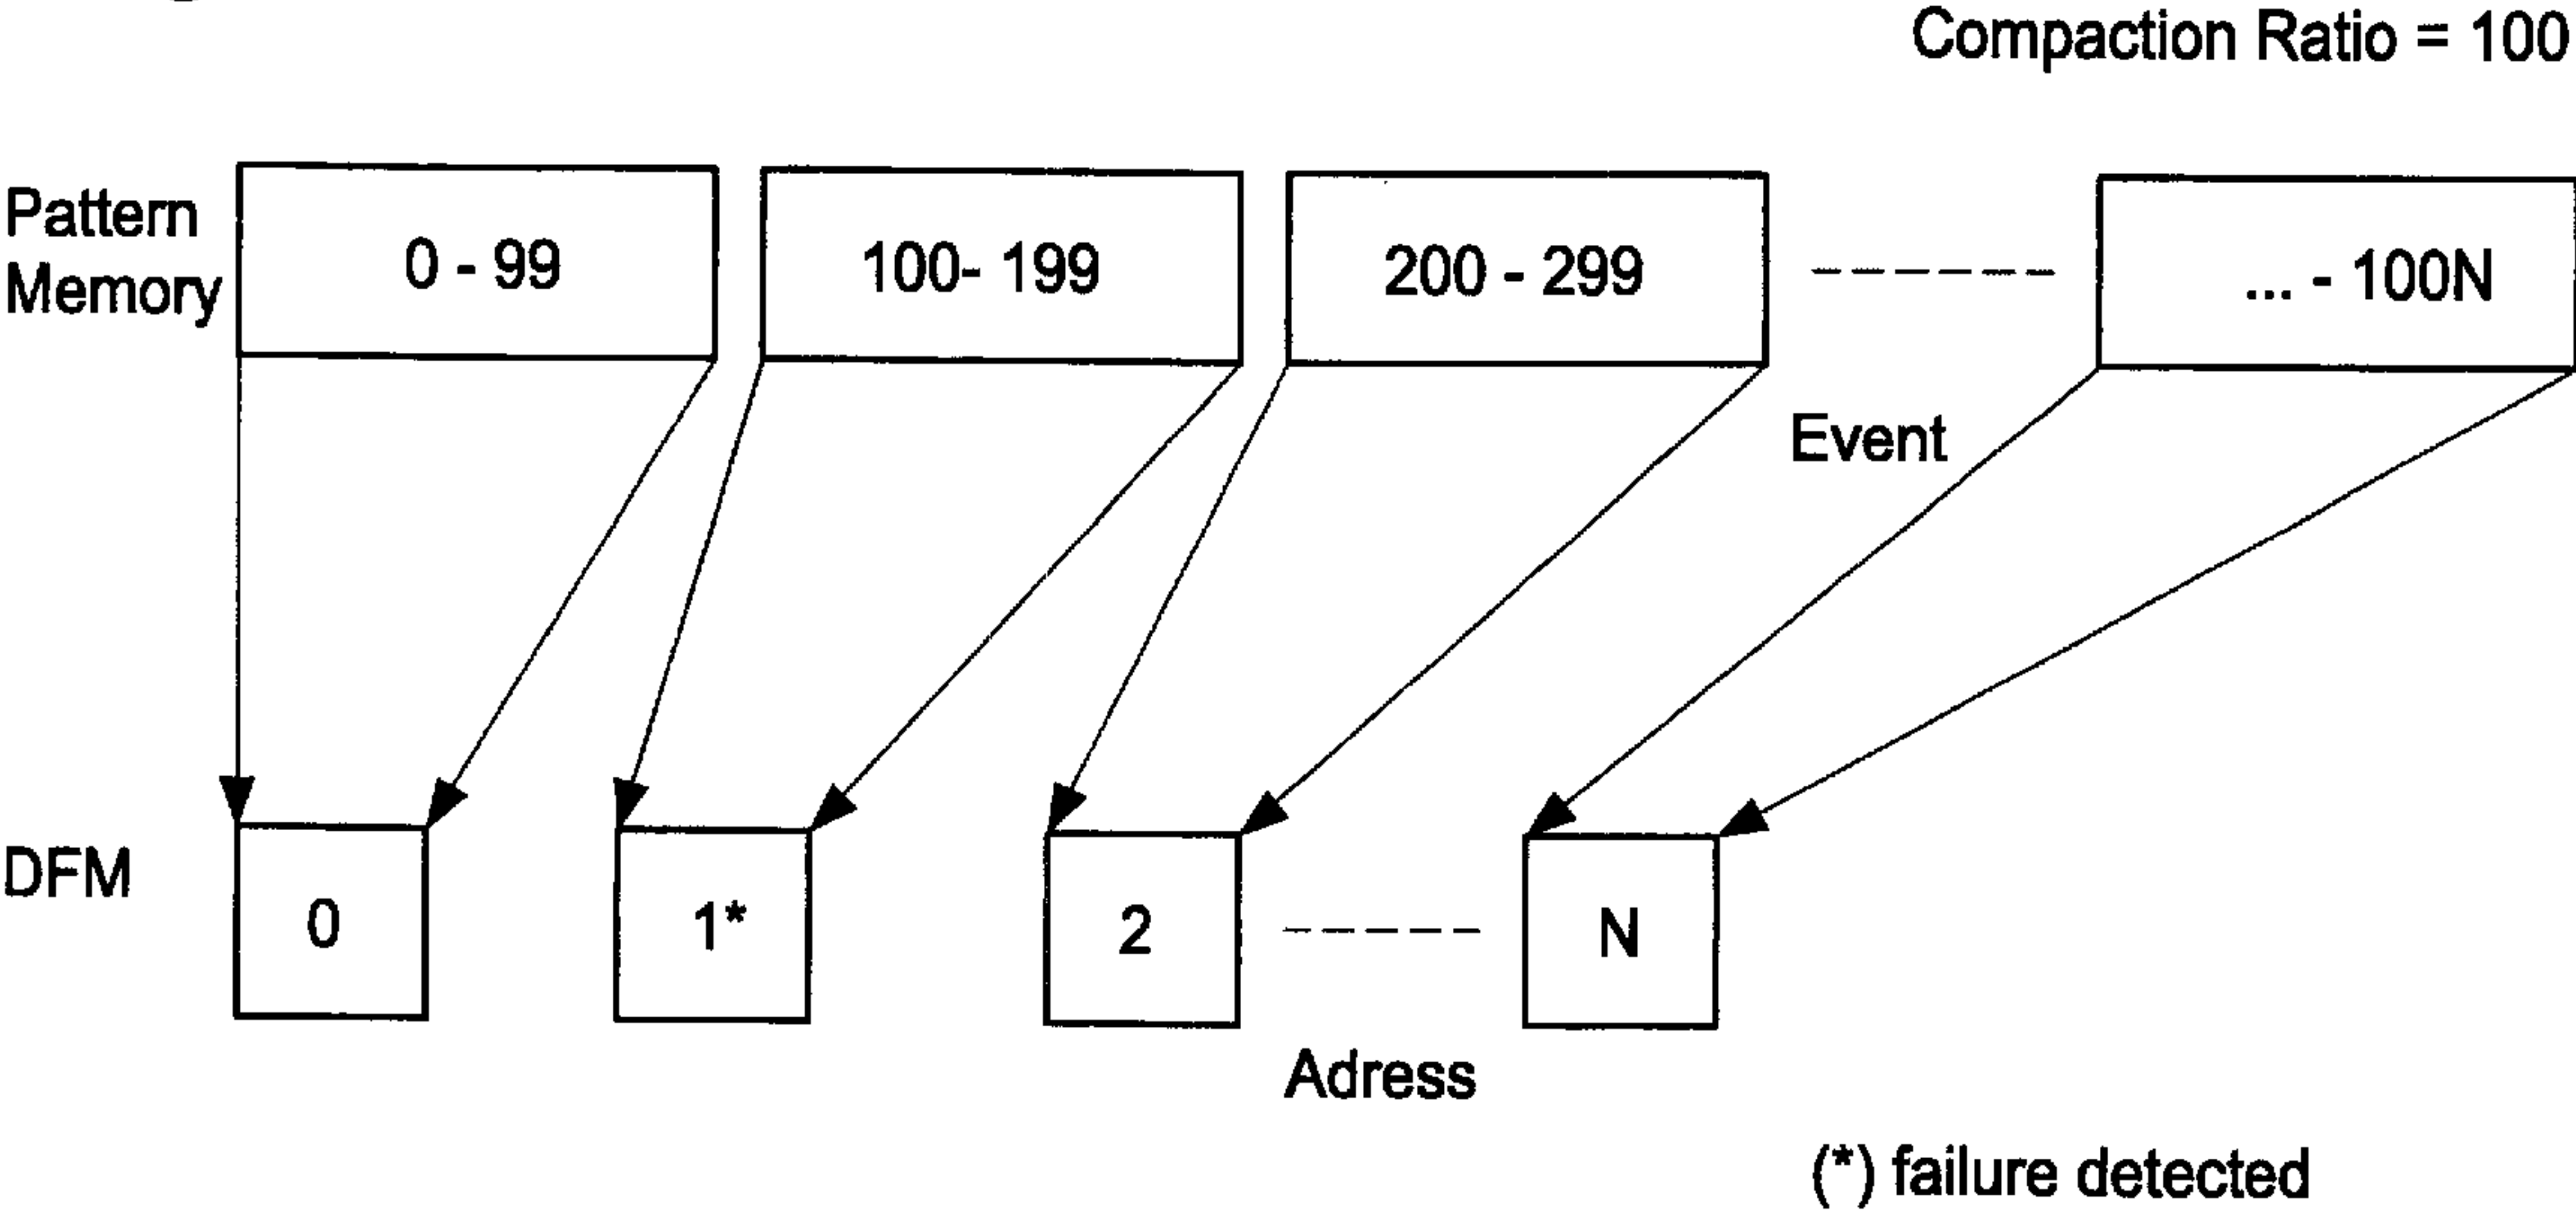 Compaction Ratio = 100
Pattern
Memory
0 - 99
100- 199
200 - 299
... - 100N
Event
DFM
0
1*
2
N
Adress
(*) failure detected